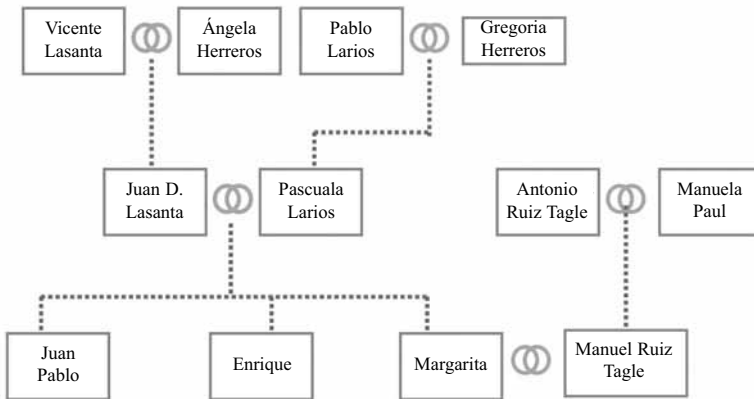 Vicente
Lasanta
Ángela
Herreros
Pablo
Larios
Gregoria
Herreros
Juan D.
Lasanta
Pascuala
Larios
Antonio
Ruiz Tagle
Manuela
Paul
Juan
Pablo
Enrique
Margarita
Manuel Ruiz
Tagle